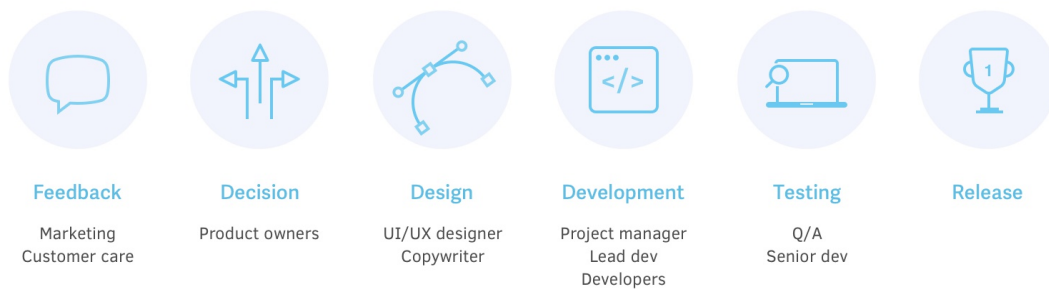 </>
1
Feedback
Marketing
Customer care
Decision
Product owners
Design
UI/UX designer
Copywriter
Development
Project manager
Lead dev
Developers
Testing
Q/A
Senior dev
Release